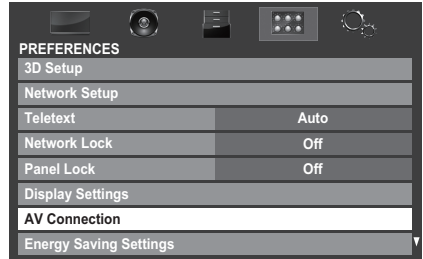 PREFERENCES
3D Setup
Network Setup
Teletext Auto
Network Lock Off
Panel Lock Off
Display Settings
AV Connection
Energy Saving Settings